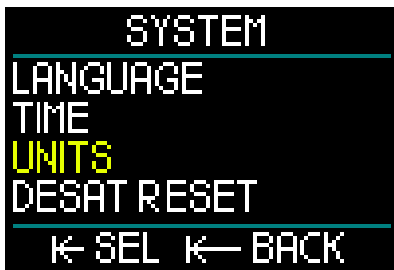 SYSTEM
LANGUAGE
TIME
UNITS
DESAT RESET
SEL BACK